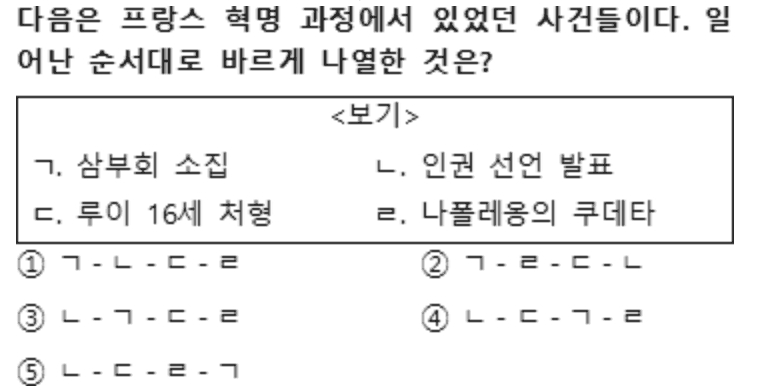 다음은 프랑스 혁명 과정에서 있었던 사건들이다. 일
어난 순서대로 바르게 나열한 것은?
<보기>
ㄱ. 삼부회 소집 ㄴ. 인권 선언 발표
ㄷ. 루이 16세 처형 ㄹ. 나폴레옹의 쿠데타
① ㄱ - ㄴ - ㄷ - ㄹ ② ㄱ - ㄹ - ㄷ - ㄴ
③ ㄴ - ㄱ - ㄷ - ㄹ ④ ㄴ - ㄷ - ㄱ - ㄹ
⑤ ㄴ - ㄷ - ㄹ - ㄱ